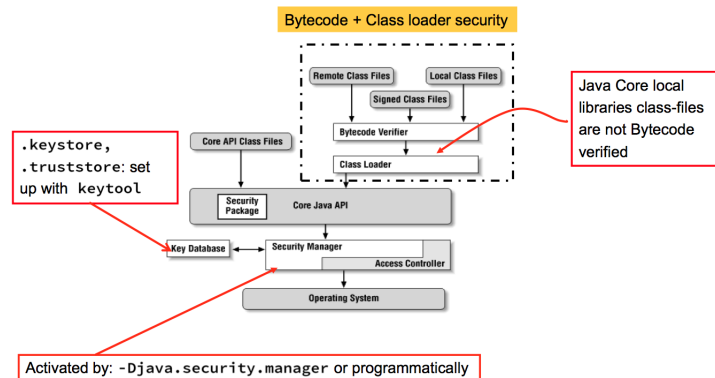 Bytecode + Class loader security
Remote Class Files
Local Class Files
Signed Class Files
Bytecode Verifier
Class Loader
Java Core local
libraries class-files
are not Bytecode
verified
.keystore,
.truststore: set
up with keytool
Core API Class Files
Security
Package
Core Java API
Key Database
Security Manager
Access Controller
Operating System
Activated by: -Djava.security.manager or programmatically